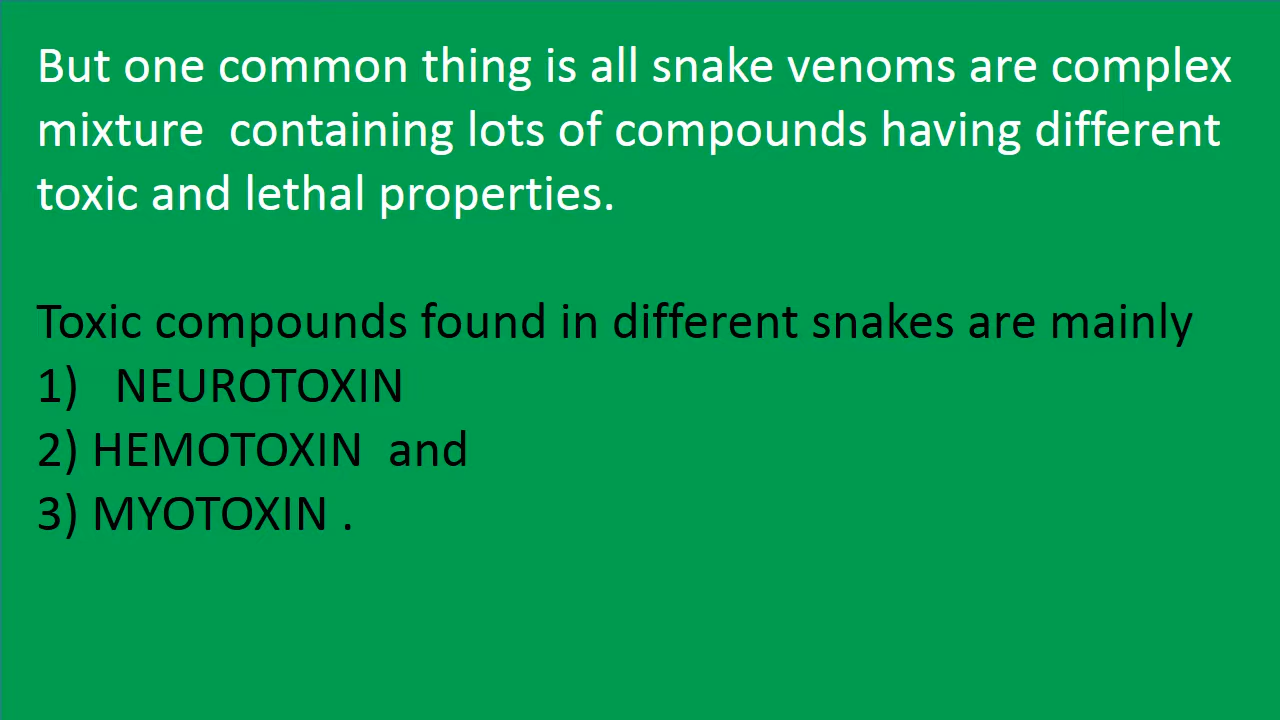 But one common thing is all snake venoms are complex
mixture  containing lots of compounds having different
toxic and lethal properties.
Toxic compounds found in different snakes are mainly
1)   NEUROTOXIN
2) HEMOTOXIN  and
3) MYOTOXIN .